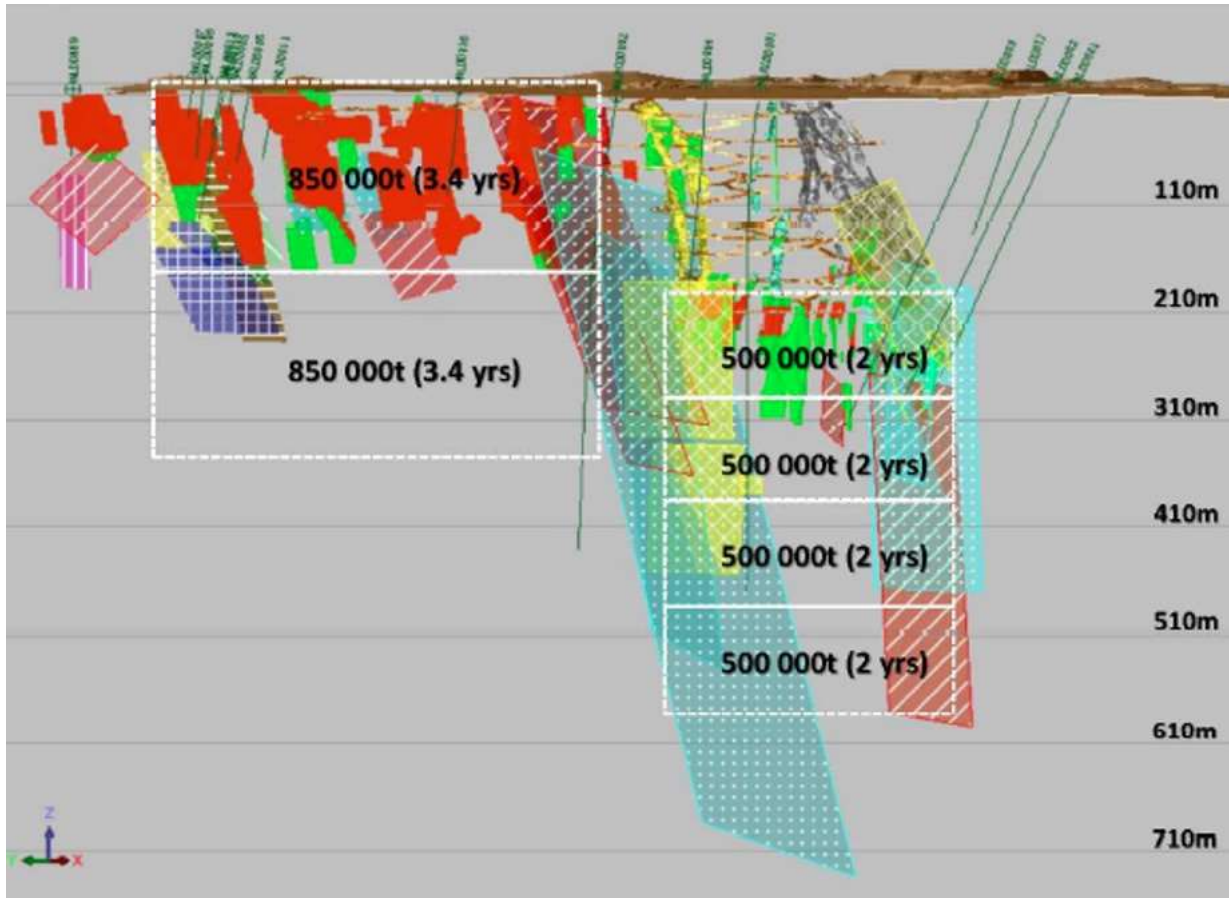 850 000t (3.4 yrs)
110m
210m
850 000t (3.4 yrs)
500 000t (2 yrs)
310m
500 000t (2 yrs)
410m
500 000t (2 yrs)
510m
500 000t (2 yrs)
610m
710m
Z
Y
X